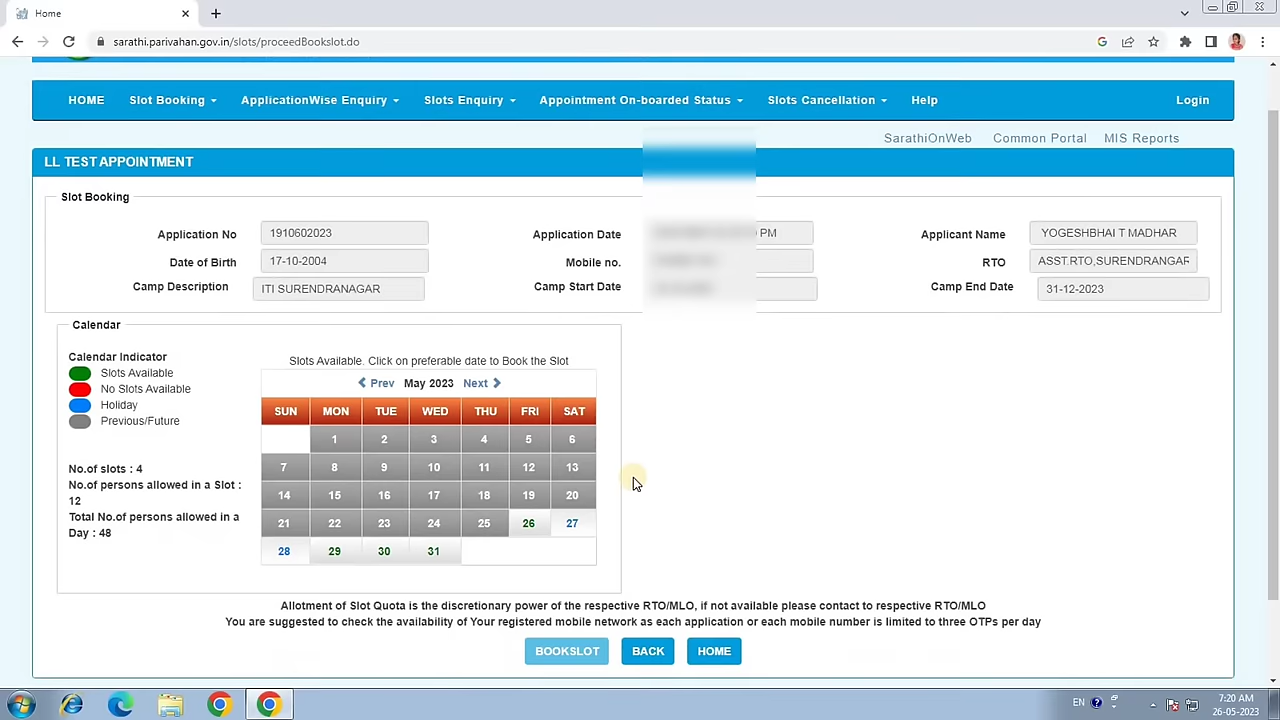 Home
sarathi.parivahan.gov.in/slots/proceedBookslot.do
HOME Slot Booking ApplicationWise Enquiry Slots Enquiry Appointment On-boarded Status Slots Cancellation Help Login
SarathiOnWeb Common Portal MIS Reports
LL TEST APPOINTMENT
Slot Booking
Application No 1910602023 Application Date PM Applicant Name YOGESHBHAI T MADHAR
Date of Birth 17-10-2004 Mobile no. RTO ASST.RTO,SURENDRANGAR
Camp Description ITI SURENDRANAGAR Camp Start Date Camp End Date 31-12-2023
Calendar
Calendar Indicator
Slots Available
No Slots Available
Holiday
Previous/Future
No.of slots : 4
No.of persons allowed in a Slot :
12
Total No.of persons allowed in a
Day : 48
Slots Available. Click on preferable date to Book the Slot
Prev May 2023 Next
SUN MON TUE WED THU FRI SAT
1 2 3 4 5 6
7 8 9 10 11 12 13
14 15 16 17 18 19 20
21 22 23 24 25 26 27
28 29 30 31
Allotment of Slot Quota is the discretionary power of the respective RTO/MLO, if not available please contact to respective RTO/MLO
You are suggested to check the availability of Your registered mobile network as each application or each mobile number is limited to three OTPs per day
BOOKSLOT BACK HOME
EN 7:20 AM
26-05-2023